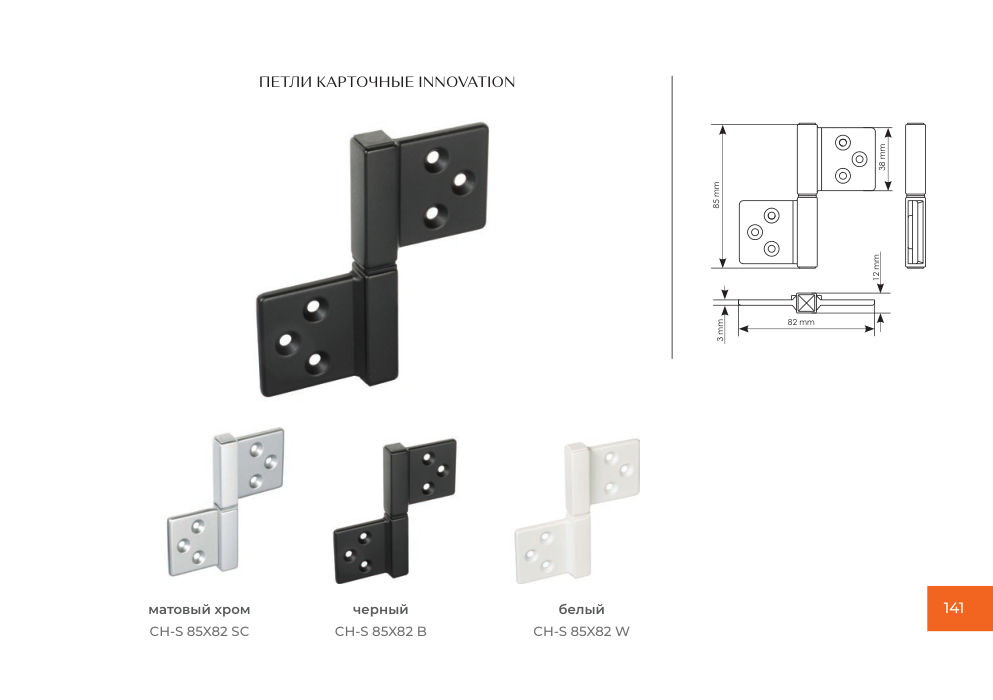 ПЕТЛИ КАРТОЧНЫЕ INNOVATION
85 mm
38 mm
12 mm
3 mm
82 mm
матовый хром
CH-S 85X82 SC
черный
CH-S 85X82 B
белый
CH-S 85X82 W
141